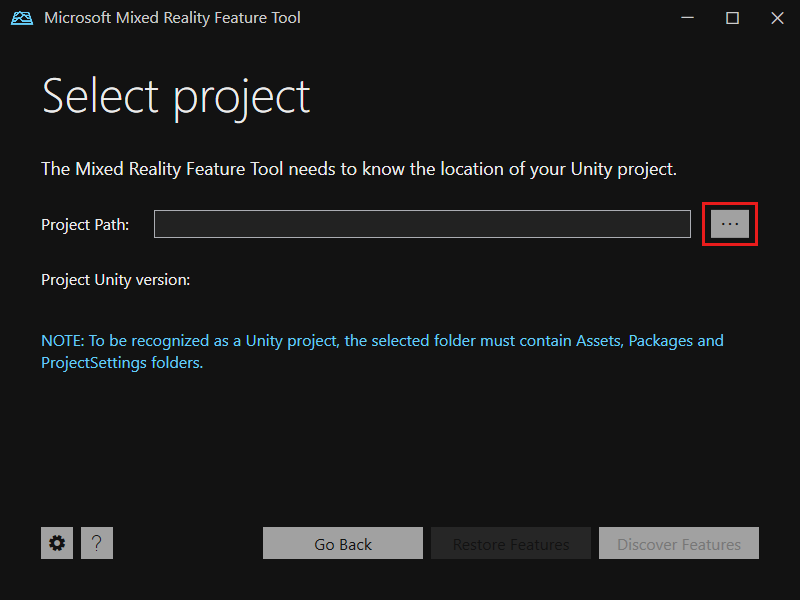 Microsoft Mixed Reality Feature Tool
Select project
The Mixed Reality Feature Tool needs to know the location of your Unity project.
Project Path:
...
Project Unity version:
NOTE: To be recognized as a Unity project, the selected folder must contain Assets, Packages and
ProjectSettings folders.
?
Go Back
Restore Features
Discover Features